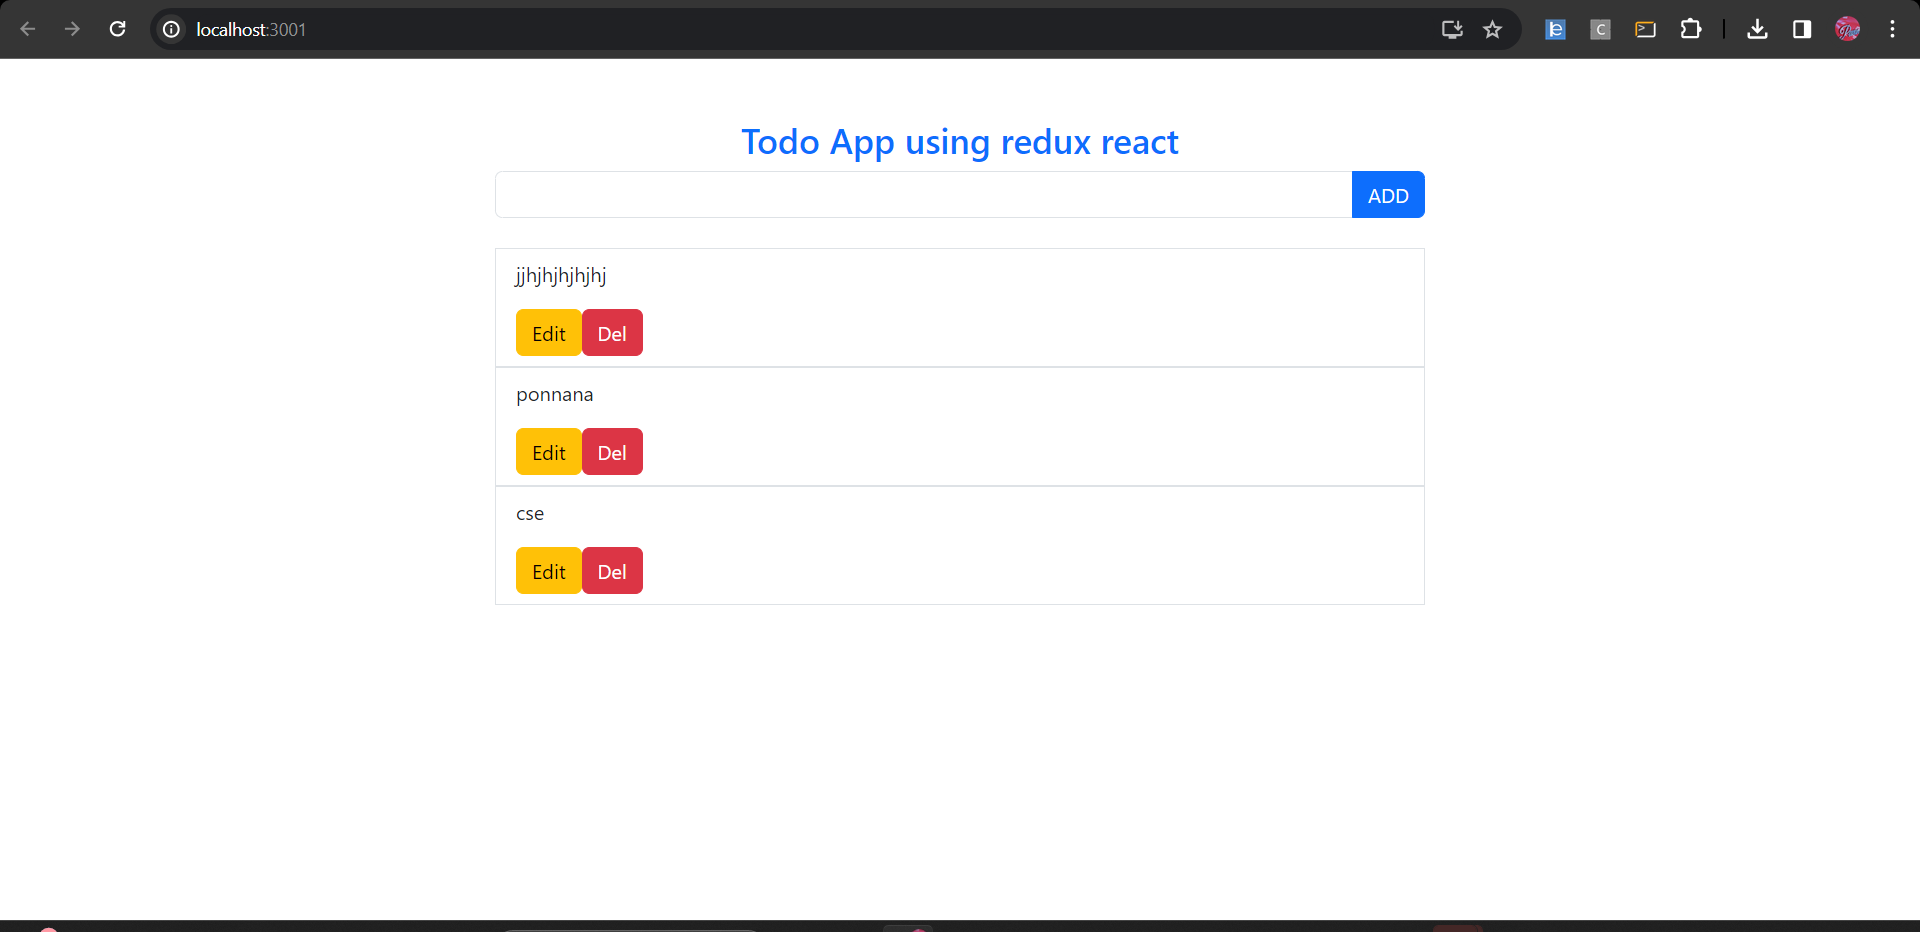 localhost:3001
Todo App using redux react
ADD
jjhjhjhjhjhj
Edit Del
ponnana
Edit Del
cse
Edit Del